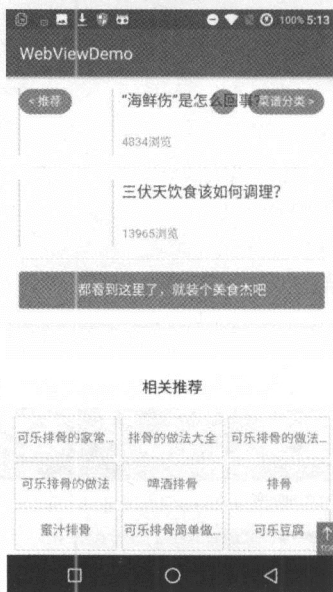 100% 5:13
WebViewDemo
< 推荐
“海鲜伤”是怎么回事?
菜谱分类 >
4834浏览
三伏天饮食该如何调理?
13965浏览
都看到这里了，就装个美食杰吧
相关推荐
可乐排骨的家常... 排骨的做法大全 可乐排骨的做法...
可乐排骨的做法 啤酒排骨 排骨
蜜汁排骨 可乐排骨简单做... 可乐豆腐